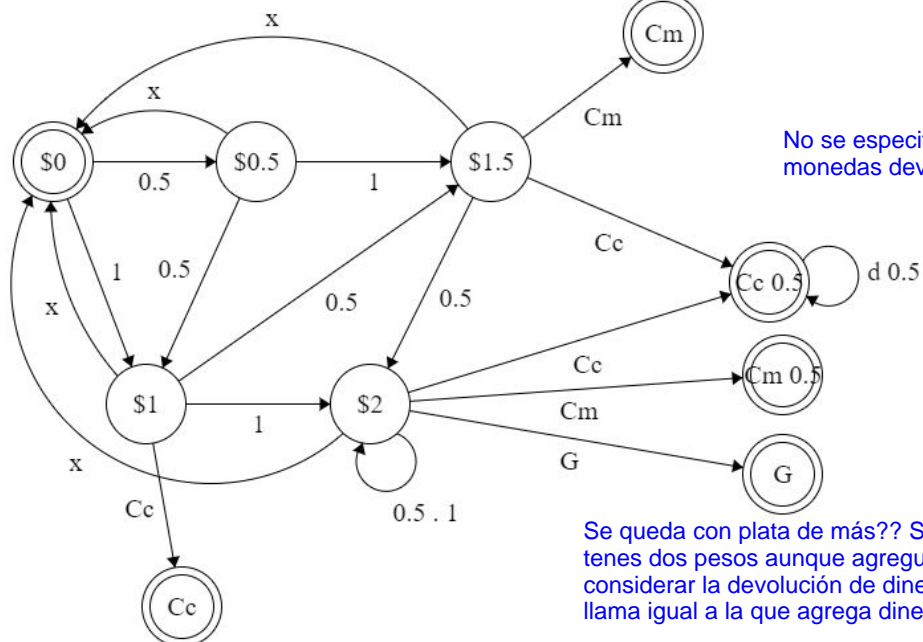 x
Cm
x
Cm
$0
$0.5
$1.5
0.5
1
No se especi
monedas dev
Cc
1
0.5
Cc 0.5
d 0.5
x
0.5
0.5
Cc
Cm 0.5
$1
$2
1
Cm
x
G
G
Cc
0.5 . 1
Se queda con plata de más?? S
tenes dos pesos aunque agregu
considerar la devolución de dine
llama igual a la que agrega dine
Cc